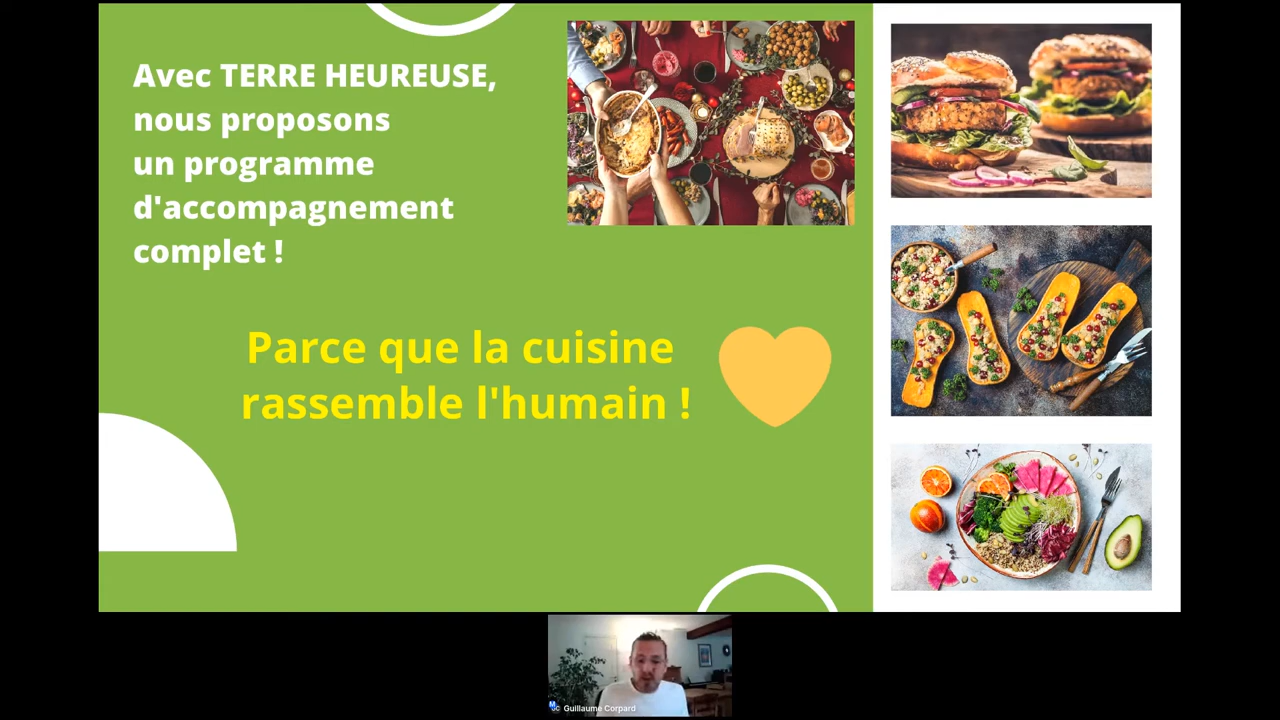 Avec TERRE HEUREUSE,
nous proposons
un programme
d'accompagnement
complet !
Parce que la cuisine
rassemble l'humain !
Guillaume Corpard